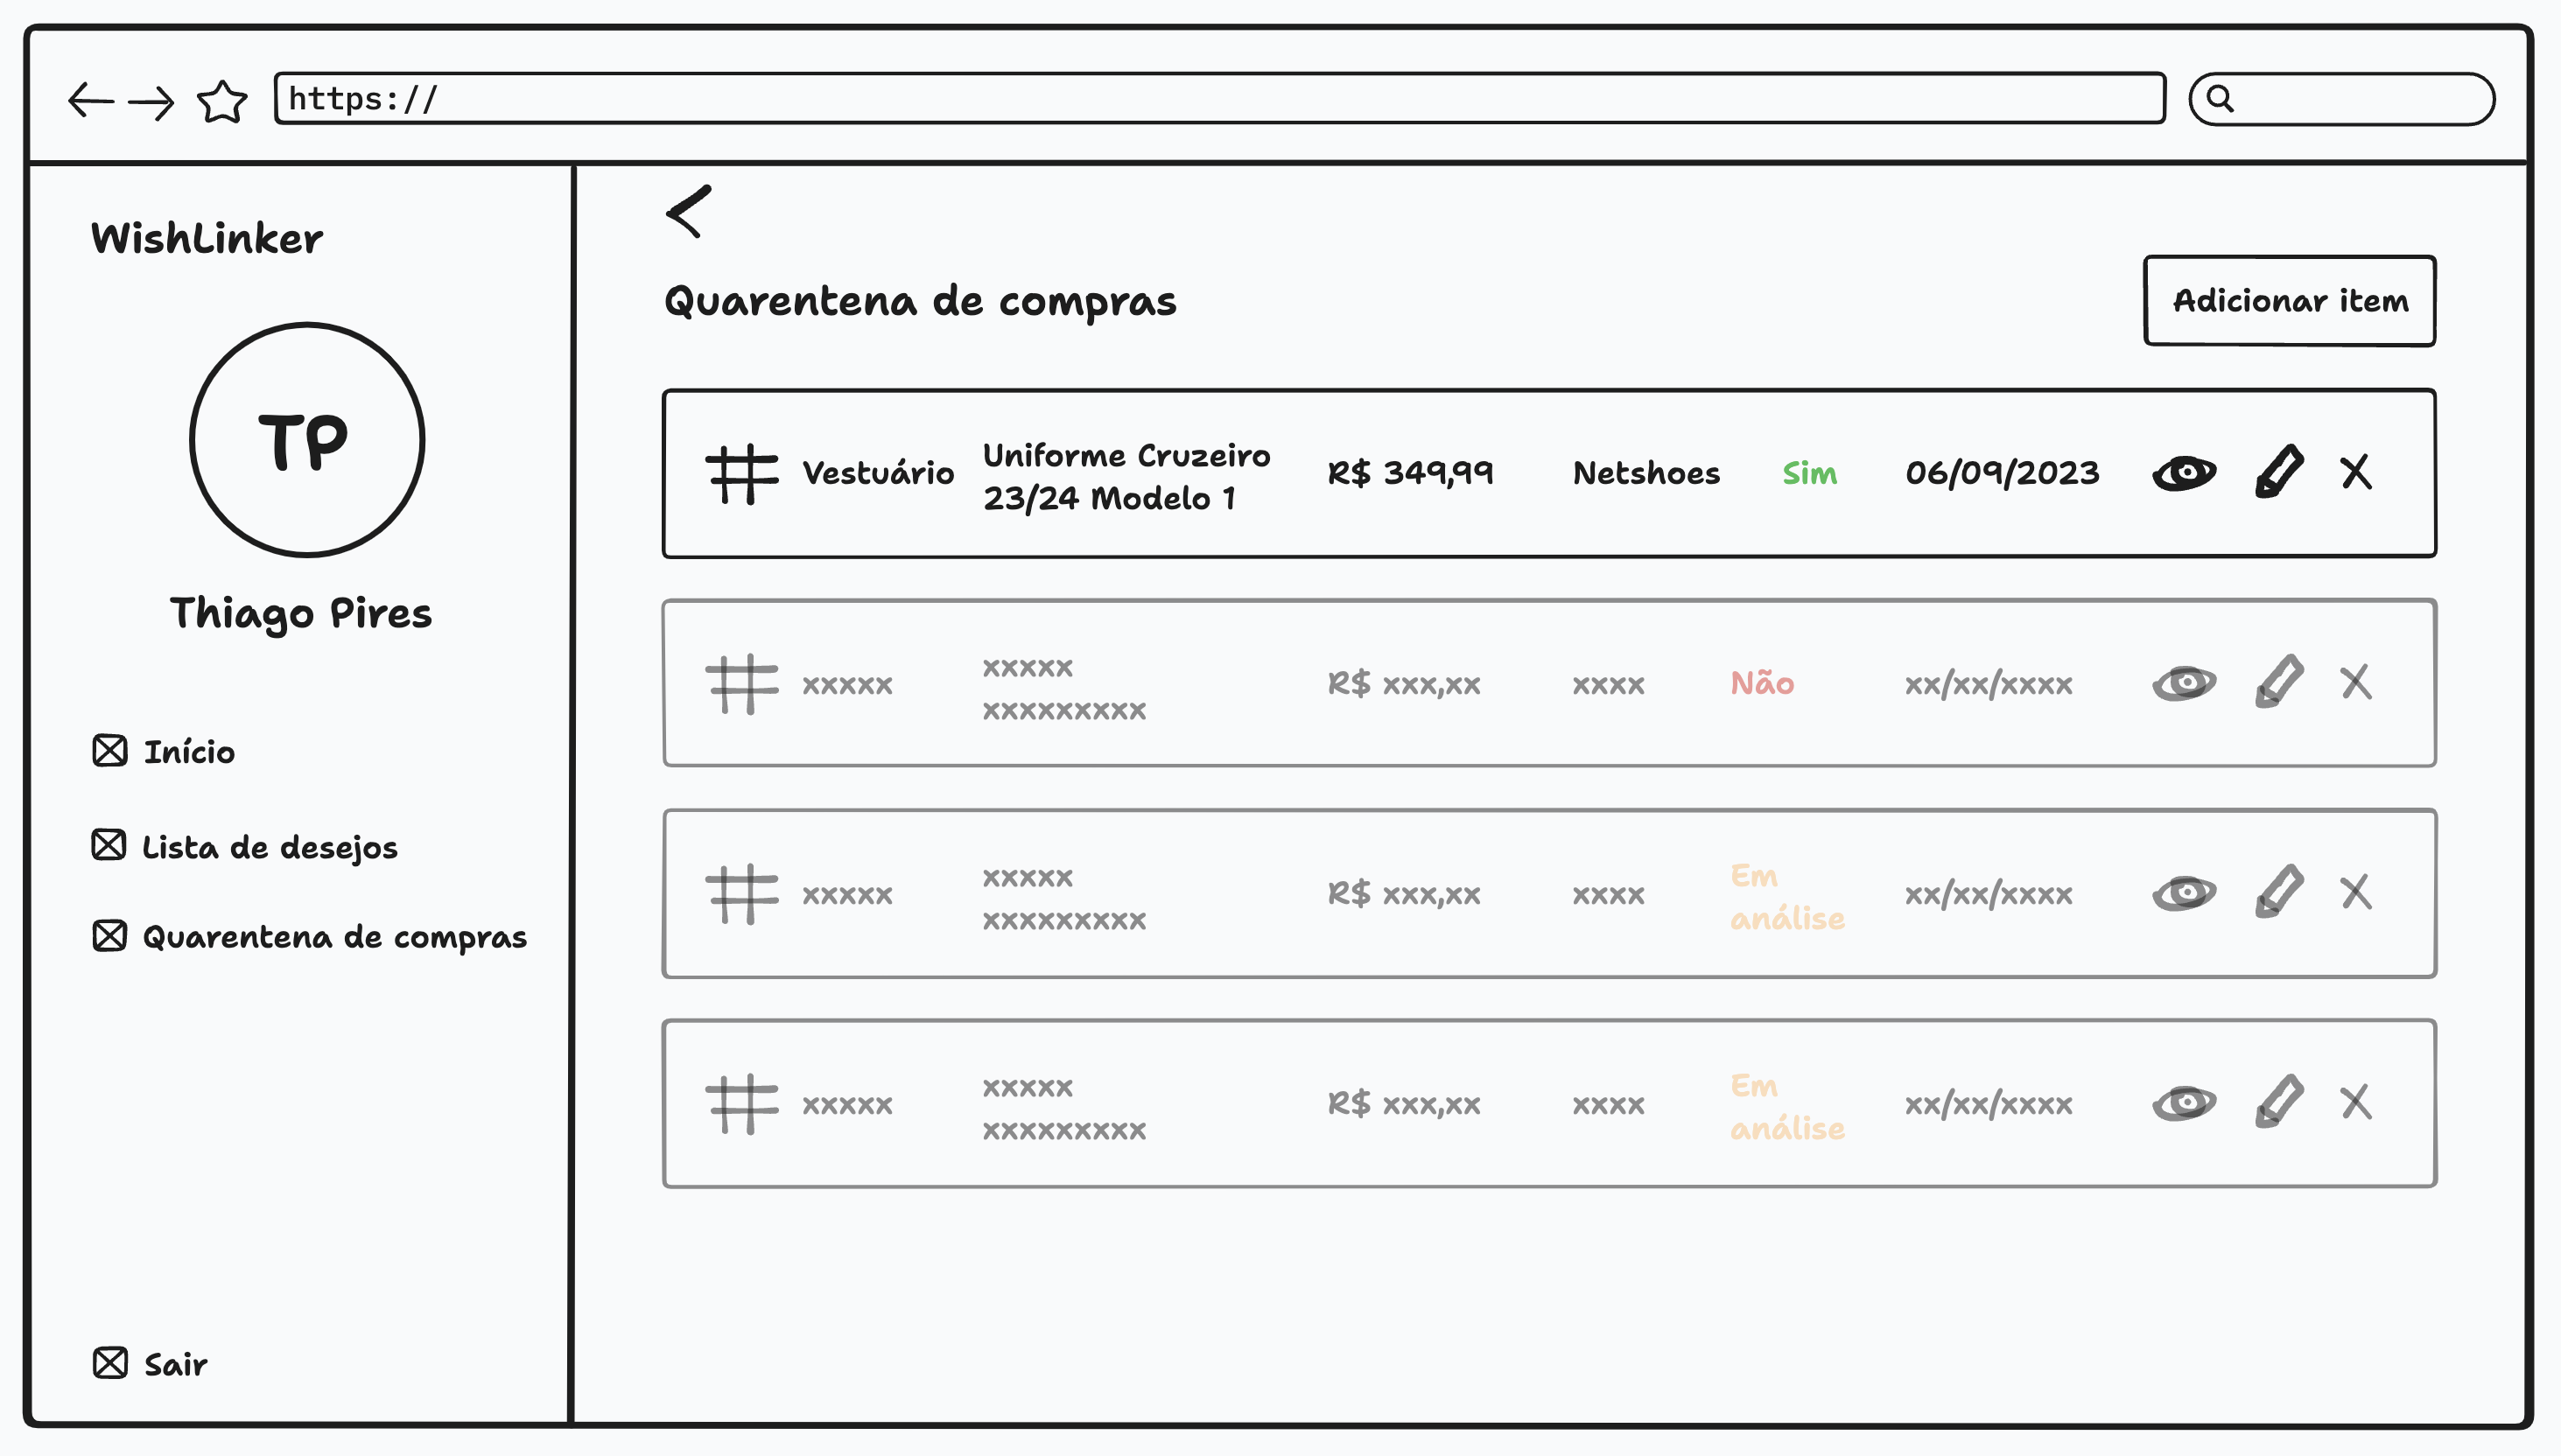 https://
WishLinker
TP
Thiago Pires
Início
Lista de desejos
Quarentena de compras
Sair
Quarentena de compras
Adicionar item
Vestuário
Uniforme Cruzeiro
23/24 Modelo 1
R$ 349,99
Netshoes
Sim
06/09/2023
xxxxx
xxxxx
xxxxxxxxx
R$ xxx,xx
xxxx
Não
xx/xx/xxxx
xxxxx
xxxxx
xxxxxxxxx
R$ xxx,xx
xxxx
Em
análise
xx/xx/xxxx
xxxxx
xxxxx
xxxxxxxxx
R$ xxx,xx
xxxx
Em
análise
xx/xx/xxxx